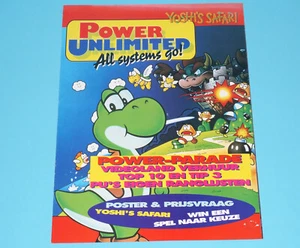 YOSHI'S SAFARI
POWER
UNLIMITED
All systems go!
POWER-PARADE
VIDEOLAND VERHUUR
TOP 10 EN TIP 3
PU'S EIGEN RANGLIJSTEN
POSTER & PRIJSVRAAG
YOSHI'S SAFARI
WIN EEN
SPEL NAAR KEUZE